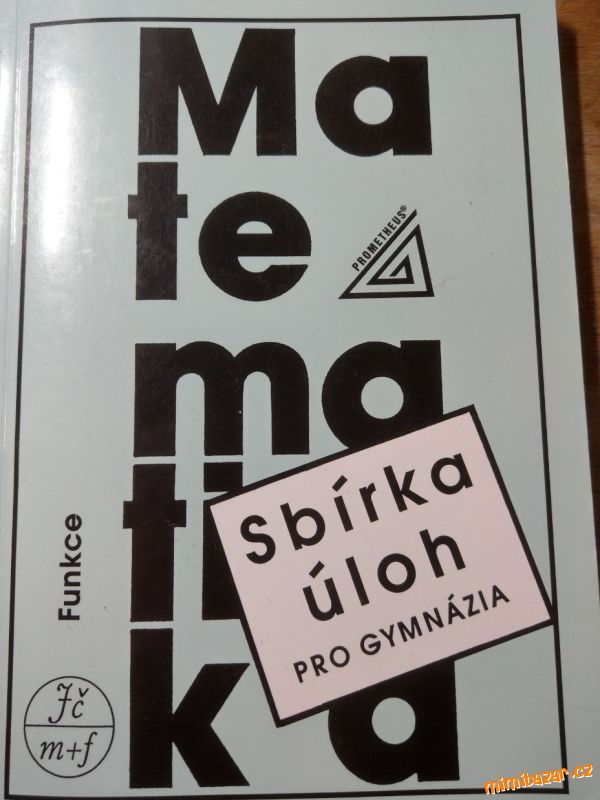 Ma
te
PROMETHEUS®
ma
ti
ka
Sbírka
úloh
PRO GYMNÁZIA
Funkce
Jč
m+f
mimibazar.cz